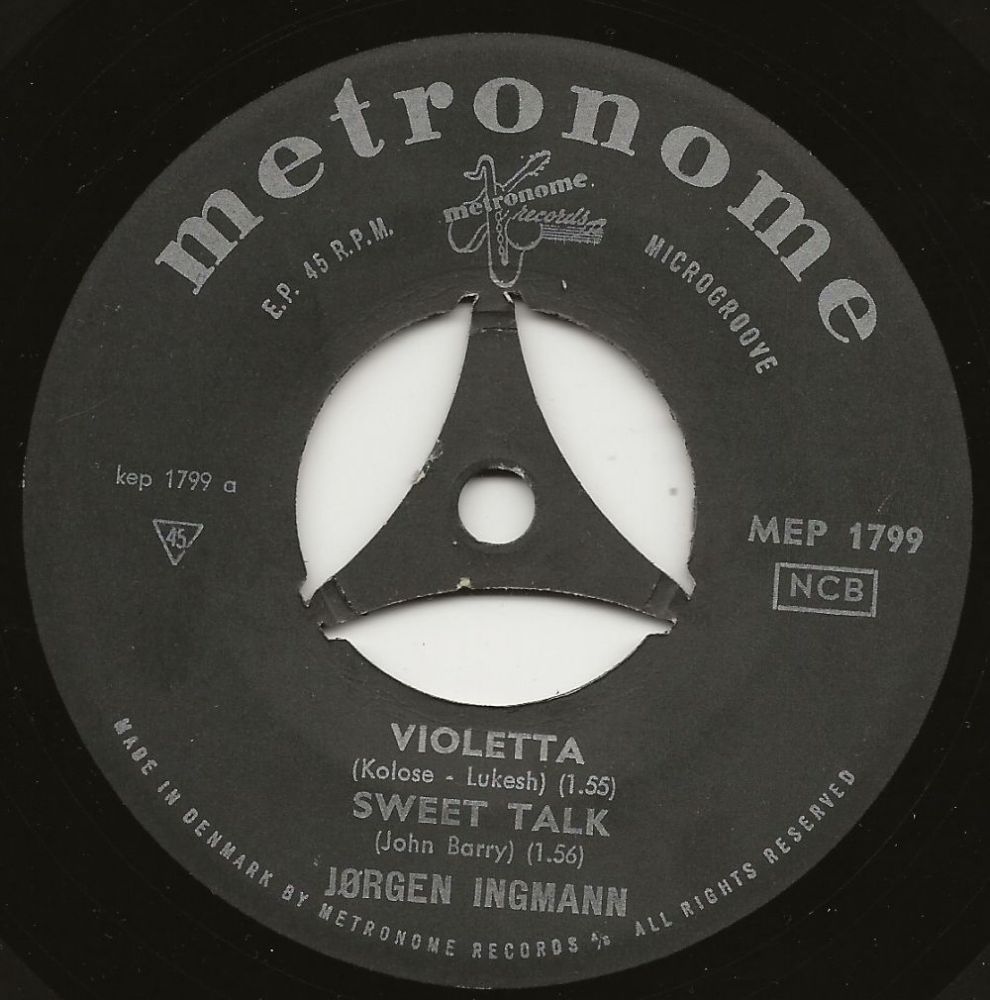 metronome
metronome
records
E.P. 45 R.P.M.
MICROGROOVE
kep 1799 a
45
MEP 1799
NCB
VIOLETTA
(Kolose - Lukesh) (1.55)
SWEET TALK
(John Barry) (1.56)
JØRGEN INGMANN
MADE IN DENMARK BY METRONOME RECORDS A/S ALL RIGHTS RESERVED